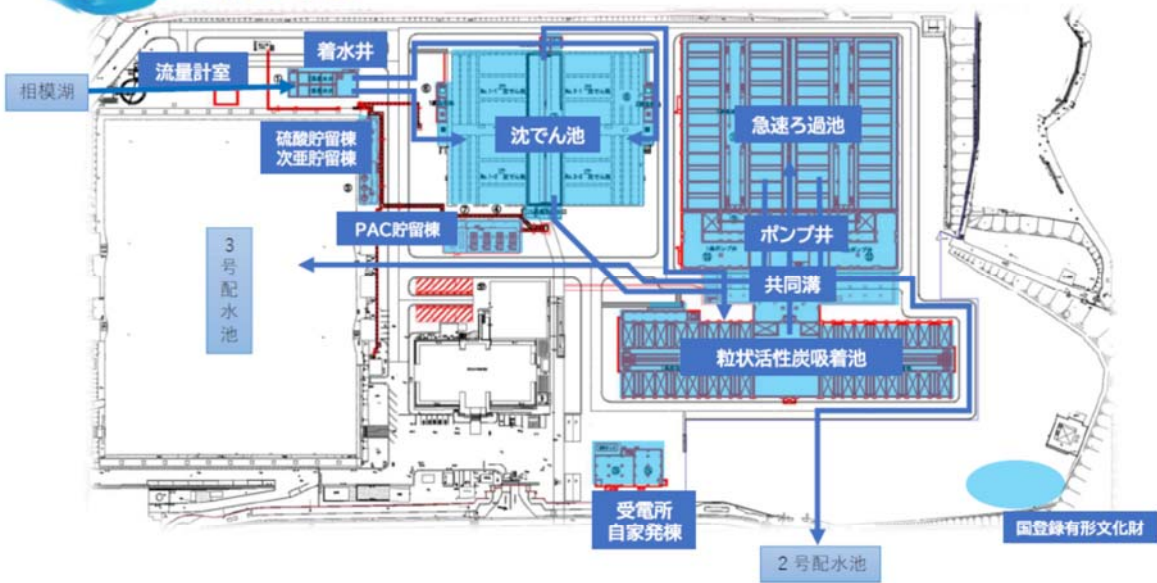 相模湖
流量計室
着水井
硫酸貯留棟
次亜貯留棟
沈でん池
急速ろ過池
PAC貯留棟
ポンプ井
共同溝
3号配水池
粒状活性炭吸着池
受電所
自家発棟
国登録有形文化財
2号配水池